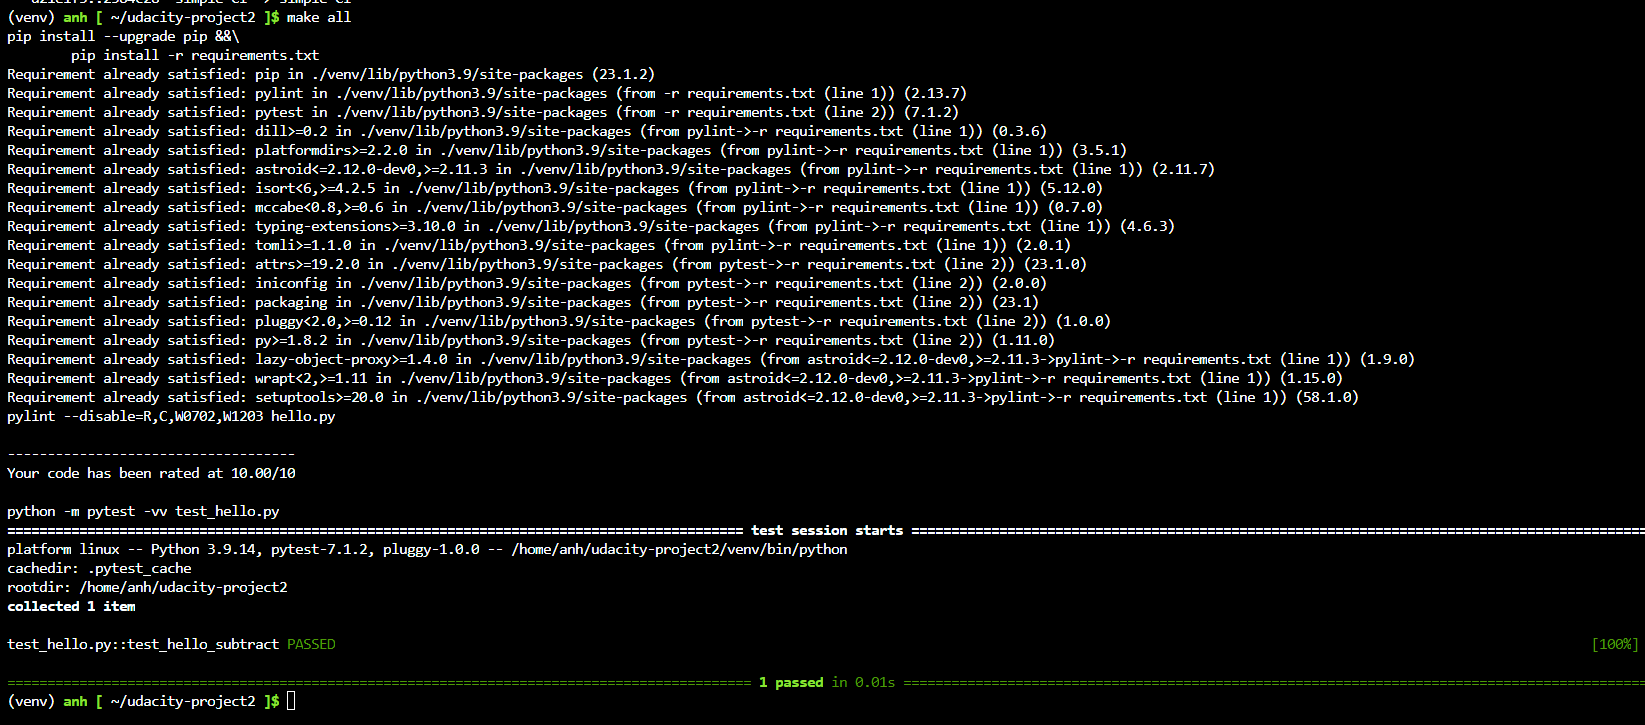 (venv) anh [ ~/udacity-project2 ]$ make all
pip install --upgrade pip &&\
        pip install -r requirements.txt
Requirement already satisfied: pip in ./venv/lib/python3.9/site-packages (23.1.2)
Requirement already satisfied: pylint in ./venv/lib/python3.9/site-packages (from -r requirements.txt (line 1)) (2.13.7)
Requirement already satisfied: pytest in ./venv/lib/python3.9/site-packages (from -r requirements.txt (line 2)) (7.1.2)
Requirement already satisfied: dill>=0.2 in ./venv/lib/python3.9/site-packages (from pylint->-r requirements.txt (line 1)) (0.3.6)
Requirement already satisfied: platformdirs>=2.2.0 in ./venv/lib/python3.9/site-packages (from pylint->-r requirements.txt (line 1)) (3.5.1)
Requirement already satisfied: astroid<=2.12.0-dev0,>=2.11.3 in ./venv/lib/python3.9/site-packages (from pylint->-r requirements.txt (line 1)) (2.11.7)
Requirement already satisfied: isort<6,>=4.2.5 in ./venv/lib/python3.9/site-packages (from pylint->-r requirements.txt (line 1)) (5.12.0)
Requirement already satisfied: mccabe<0.8,>=0.6 in ./venv/lib/python3.9/site-packages (from pylint->-r requirements.txt (line 1)) (0.7.0)
Requirement already satisfied: typing-extensions>=3.10.0 in ./venv/lib/python3.9/site-packages (from pylint->-r requirements.txt (line 1)) (4.6.3)
Requirement already satisfied: tomli>=1.1.0 in ./venv/lib/python3.9/site-packages (from pylint->-r requirements.txt (line 1)) (2.0.1)
Requirement already satisfied: attrs>=19.2.0 in ./venv/lib/python3.9/site-packages (from pytest->-r requirements.txt (line 2)) (23.1.0)
Requirement already satisfied: iniconfig in ./venv/lib/python3.9/site-packages (from pytest->-r requirements.txt (line 2)) (2.0.0)
Requirement already satisfied: packaging in ./venv/lib/python3.9/site-packages (from pytest->-r requirements.txt (line 2)) (23.1)
Requirement already satisfied: pluggy<2.0,>=0.12 in ./venv/lib/python3.9/site-packages (from pytest->-r requirements.txt (line 2)) (1.0.0)
Requirement already satisfied: py>=1.8.2 in ./venv/lib/python3.9/site-packages (from pytest->-r requirements.txt (line 2)) (1.11.0)
Requirement already satisfied: lazy-object-proxy>=1.4.0 in ./venv/lib/python3.9/site-packages (from astroid<=2.12.0-dev0,>=2.11.3->pylint->-r requirements.txt (line 1)) (1.9.0)
Requirement already satisfied: wrapt<2,>=1.11 in ./venv/lib/python3.9/site-packages (from astroid<=2.12.0-dev0,>=2.11.3->pylint->-r requirements.txt (line 1)) (1.15.0)
Requirement already satisfied: setuptools>=20.0 in ./venv/lib/python3.9/site-packages (from astroid<=2.12.0-dev0,>=2.11.3->pylint->-r requirements.txt (line 1)) (58.1.0)
pylint --disable=R,C,W0702,W1203 hello.py
------------------------------------
Your code has been rated at 10.00/10
python -m pytest -vv test_hello.py
============================================================================================ test session starts ============================================================================================
platform linux -- Python 3.9.14, pytest-7.1.2, pluggy-1.0.0 -- /home/anh/udacity-project2/venv/bin/python
cachedir: .pytest_cache
rootdir: /home/anh/udacity-project2
collected 1 item
test_hello.py::test_hello_subtract PASSED [100%]
============================================================================================= 1 passed in 0.01s =============================================================================================
(venv) anh [ ~/udacity-project2 ]$